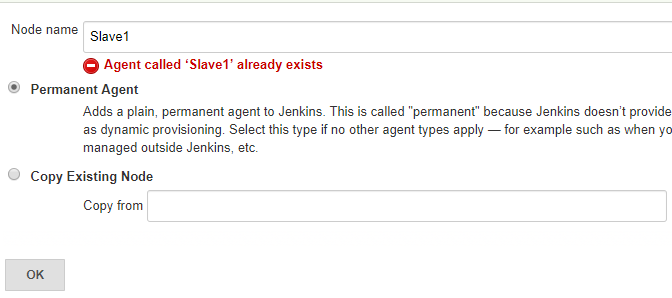 Node name
Slave1
Agent called ‘Slave1’ already exists
Permanent Agent
Adds a plain, permanent agent to Jenkins. This is called "permanent" because Jenkins doesn't provide
as dynamic provisioning. Select this type if no other agent types apply — for example such as when yo
managed outside Jenkins, etc.
Copy Existing Node
Copy from
OK